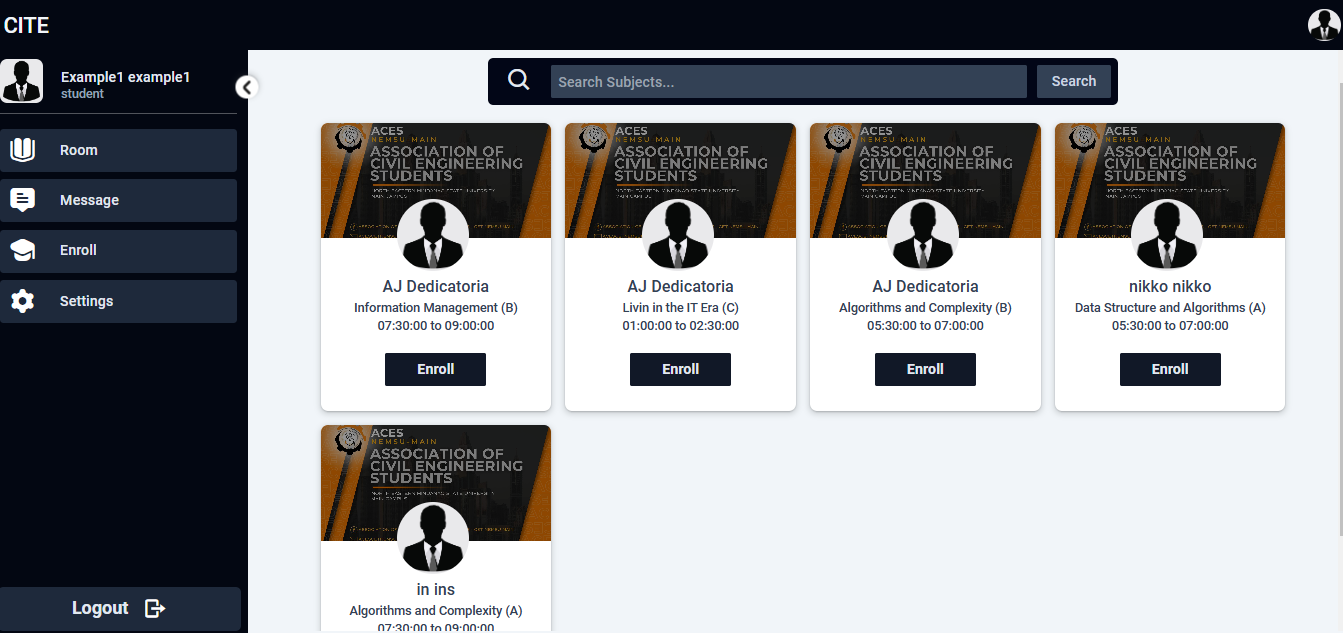 CITE
Example1 example1
student
Room
Message
Enroll
Settings
Logout
Search Subjects...
Search
ACES
NEMSU-MAIN
ASSOCIATION OF
CIVIL ENGINEERING
STUDENTS
AJ Dedicatoria
Information Management (B)
07:30:00 to 09:00:00
Enroll
ACES
NEMSU MAIN
ASSOCIATION OF
CIVIL ENGINEERING
STUDENTS
AJ Dedicatoria
Livin in the IT Era (C)
01:00:00 to 02:30:00
Enroll
ACES
NEMSU MAIN
ASSOCIATION OF
CIVIL ENGINEERING
STUDENTS
AJ Dedicatoria
Algorithms and Complexity (B)
05:30:00 to 07:00:00
Enroll
ACES
NEMSU MAIN
ASSOCIATION OF
CIVIL ENGINEERING
STUDENTS
nikko nikko
Data Structure and Algorithms (A)
05:30:00 to 07:00:00
Enroll
ACES
NEMSU-MAIN
ASSOCIATION OF
CIVIL ENGINEERING
STUDENTS
in ins
Algorithms and Complexity (A)
07:30:00 to 09:00:00